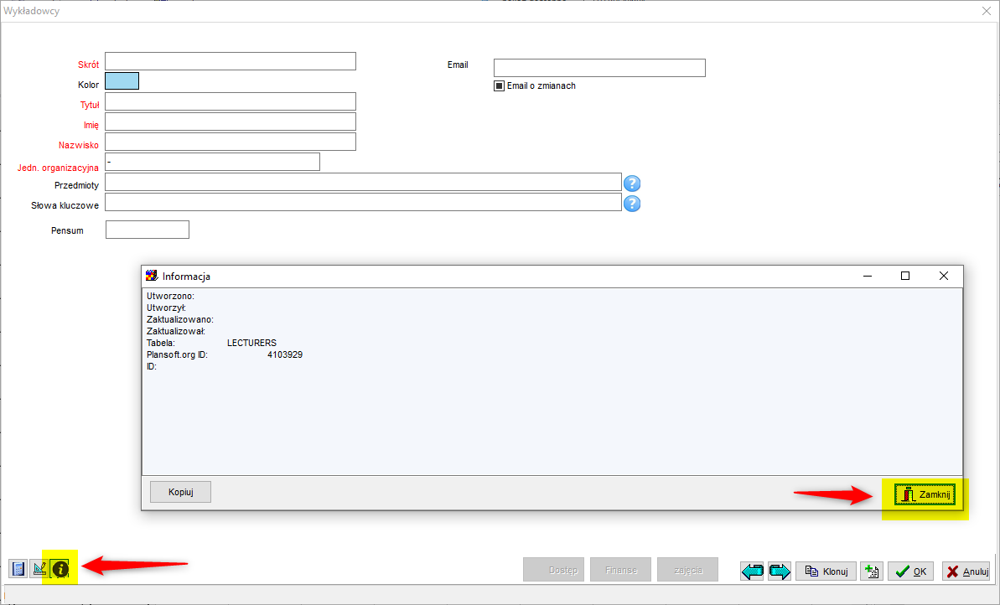 Wykładowcy
Skrót
Email
Kolor
Email o zmianach
Tytuł
Imię
Nazwisko
Jedn. organizacyjna
-
Przedmioty
?
Słowa kluczowe
?
Pensum
Informacja
Utworzono:
Utworzył:
Zaktualizowano:
Zaktualizował:
Tabela: LECTURERS
Plansoft.org ID: 4103929
ID:
Kopiuj
Zamknij
Dostęp
Finanse
zajęcia
Klonuj
OK
Anuluj